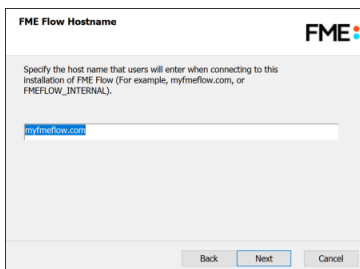 FME Flow Hostname
FME
Specify the host name that users will enter when connecting to this
installation of FME Flow (For example, myfmeflow.com, or
FMEFLOW_INTERNAL).
myfmeflow.com
Back Next Cancel